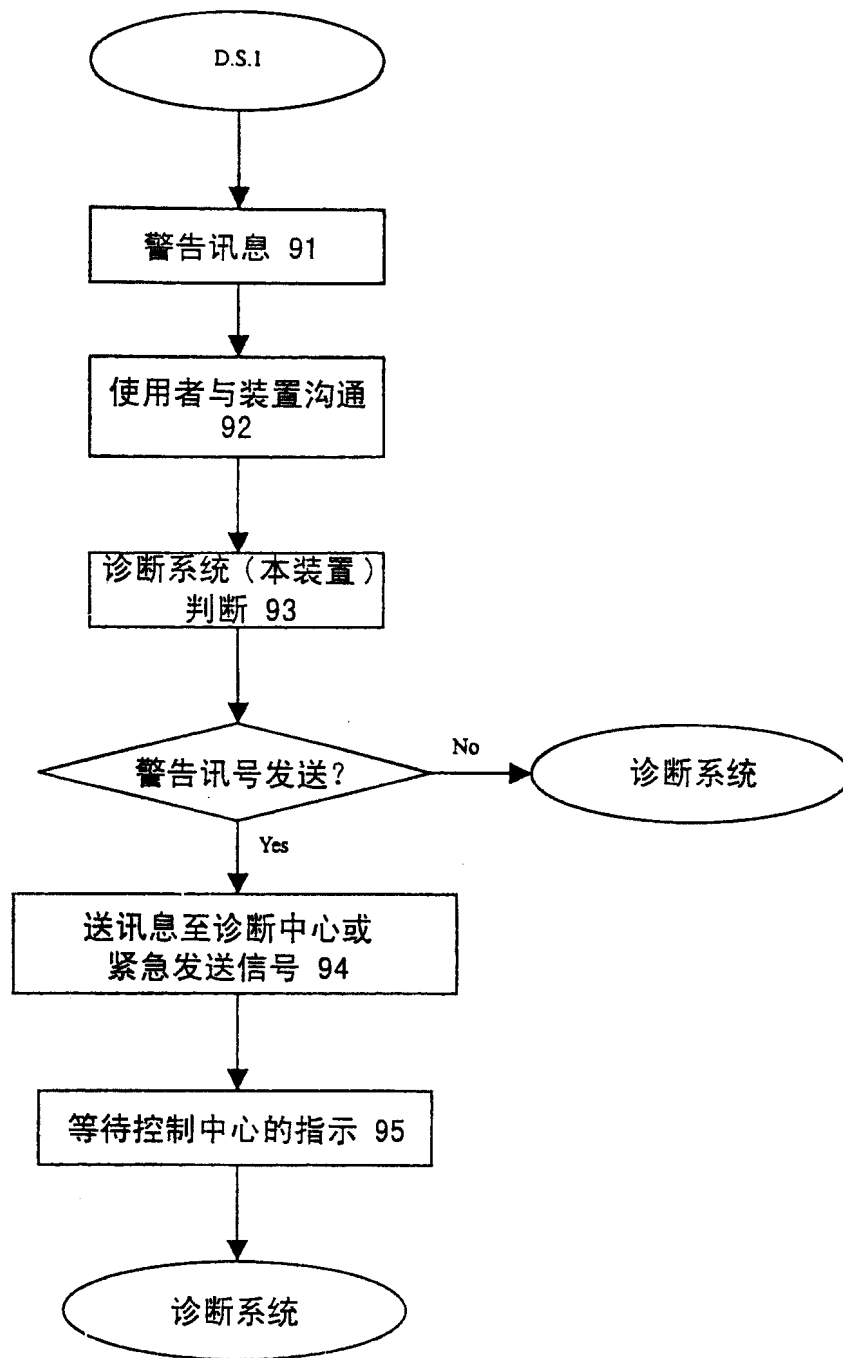 D.S.1
警告讯息 91
使用者与装置沟通
92
诊断系统(本装置)
判断 93
警告讯号发送?
No
诊断系统
Yes
送讯息至诊断中心或
紧急发送信号 94
等待控制中心的指示 95
诊断系统